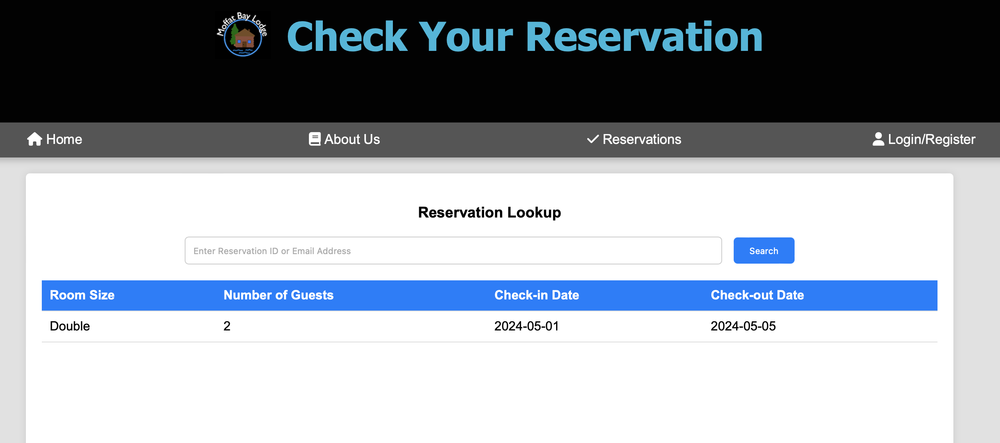 Moffat Bay Lodge
Check Your Reservation
Home About Us Reservations Login/Register
Reservation Lookup
Enter Reservation ID or Email Address Search
Room Size Number of Guests Check-in Date Check-out Date
Double 2 2024-05-01 2024-05-05